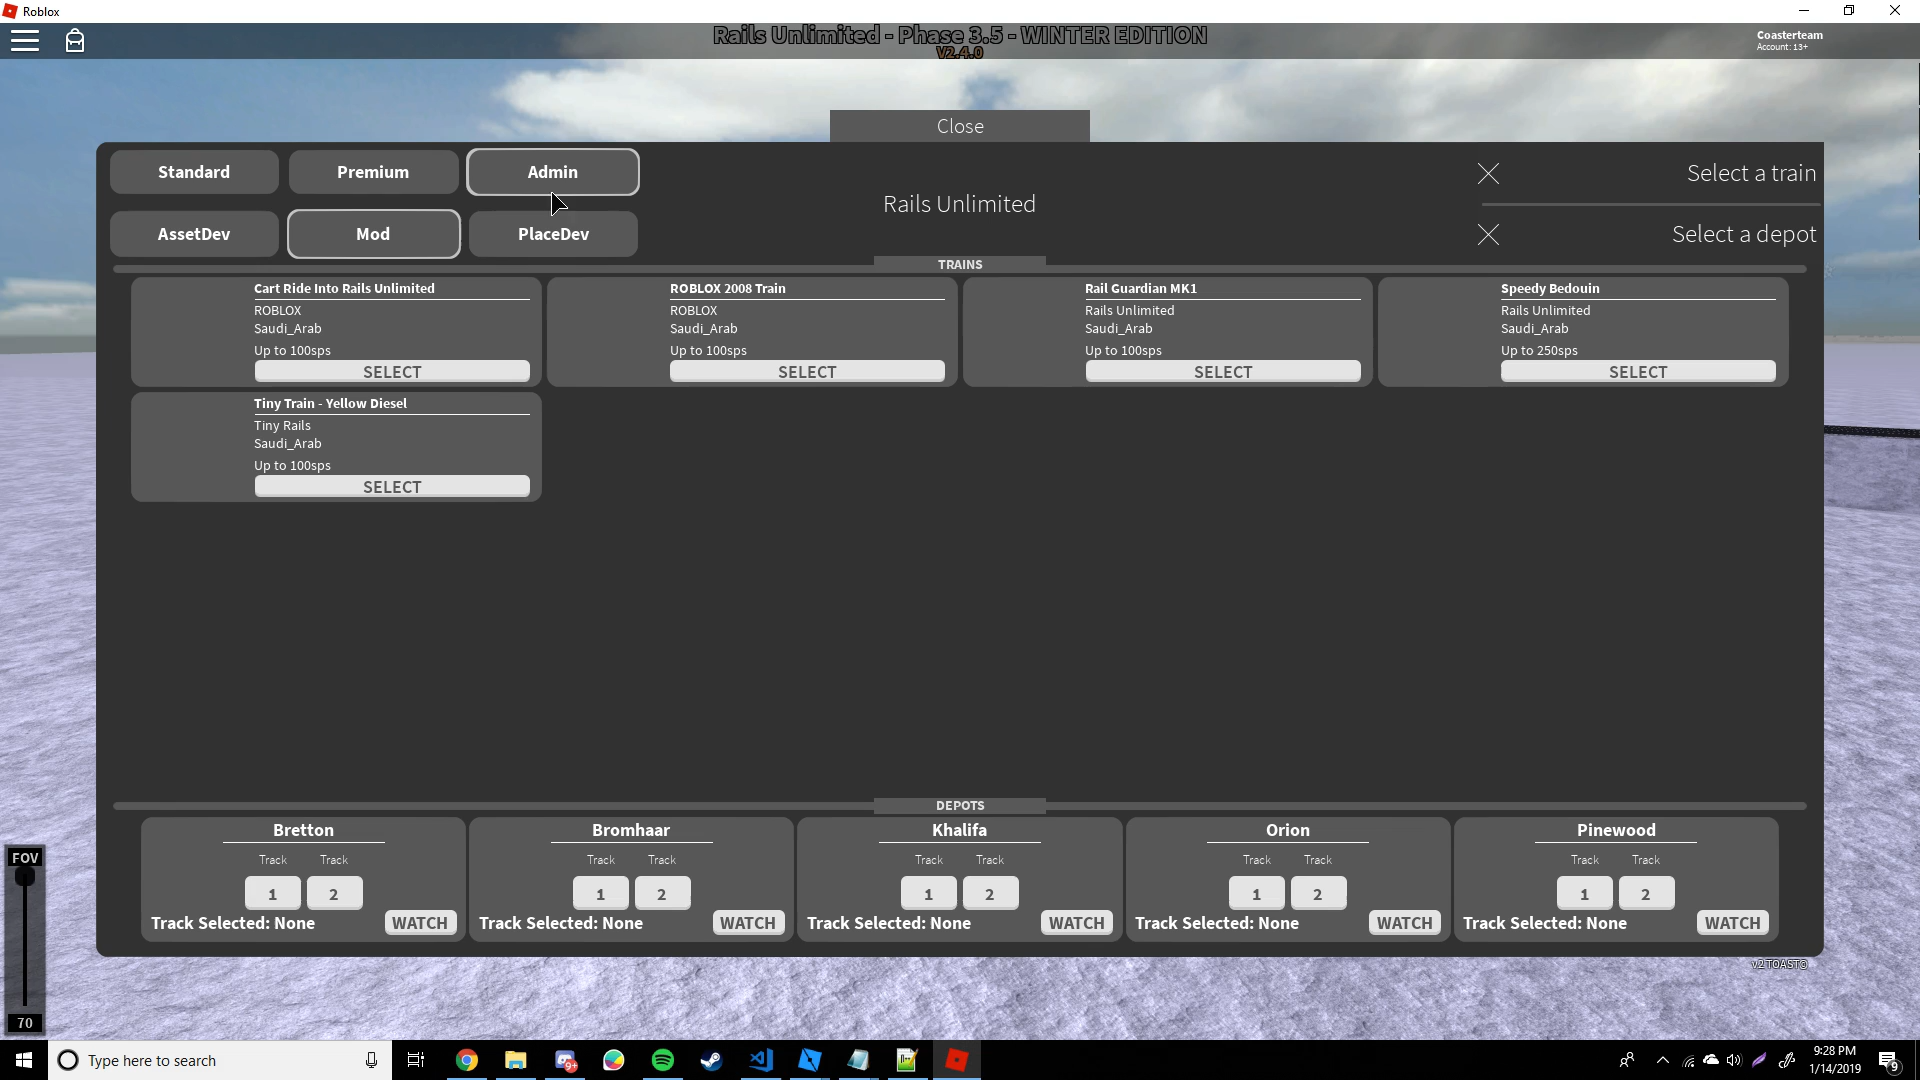 Roblox
Rails Unlimited - Phase 3.5 - WINTER EDITION
V2.4.0
Coasterteam
Account: 13+
Close
Standard
Premium
Admin
AssetDev
Mod
PlaceDev
Rails Unlimited
Select a train
Select a depot
TRAINS
Cart Ride Into Rails Unlimited
ROBLOX
Saudi_Arab
Up to 100sps
SELECT
ROBLOX 2008 Train
ROBLOX
Saudi_Arab
Up to 100sps
SELECT
Rail Guardian MK1
Rails Unlimited
Saudi_Arab
Up to 100sps
SELECT
Speedy Bedouin
Rails Unlimited
Saudi_Arab
Up to 250sps
SELECT
Tiny Train - Yellow Diesel
Tiny Rails
Saudi_Arab
Up to 100sps
SELECT
DEPOTS
Bretton
Track Track
1 2
Track Selected: None WATCH
Bromhaar
Track Track
1 2
Track Selected: None WATCH
Khalifa
Track Track
1 2
Track Selected: None WATCH
Orion
Track Track
1 2
Track Selected: None WATCH
Pinewood
Track Track
1 2
Track Selected: None WATCH
v2 TOAST©
FOV
70
Type here to search
9+
9:28 PM
1/14/2019
9